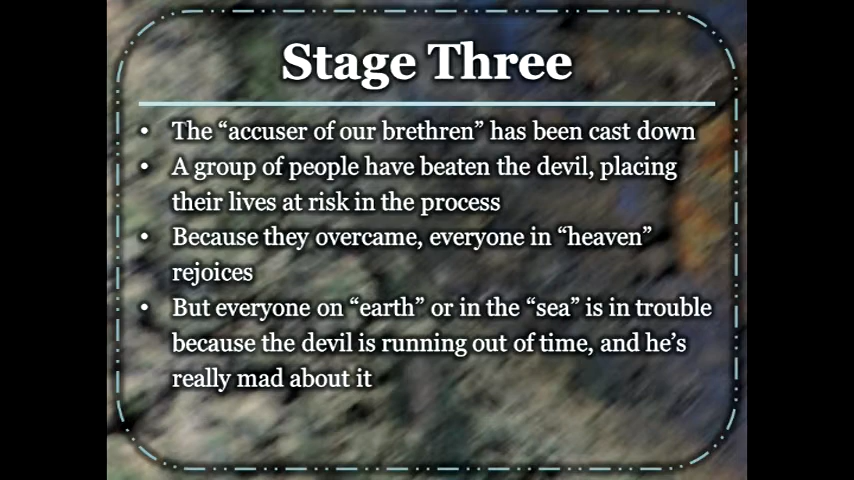 Stage Three
• The “accuser of our brethren” has been cast down
• A group of people have beaten the devil, placing
their lives at risk in the process
• Because they overcame, everyone in “heaven”
rejoices
• But everyone on “earth” or in the “sea” is in trouble
because the devil is running out of time, and he’s
really mad about it